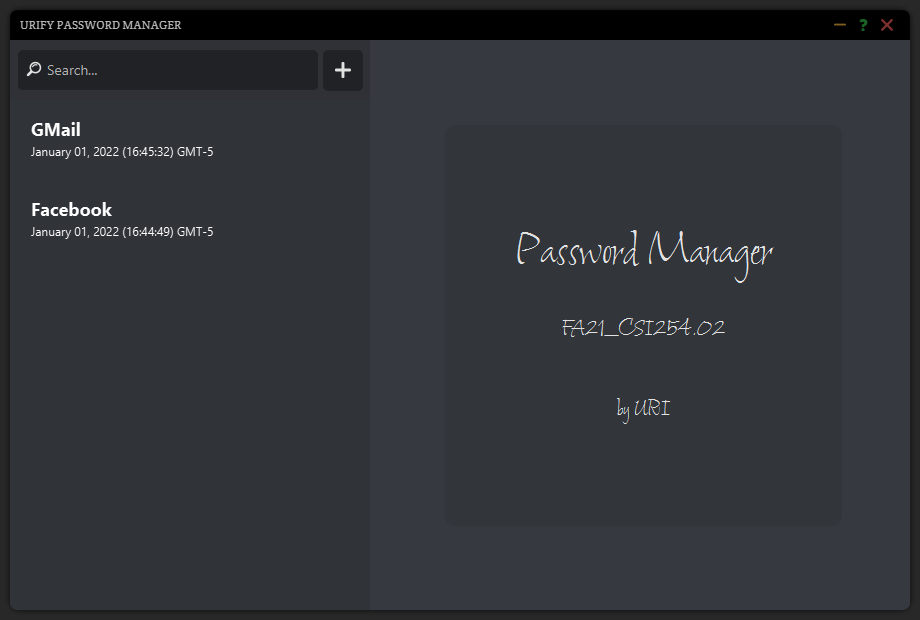 URIFY PASSWORD MANAGER
?
Search...
GMail
January 01, 2022 (16:45:32) GMT-5
Facebook
January 01, 2022 (16:44:49) GMT-5
Password Manager
FA21_CSI254.02
by URI